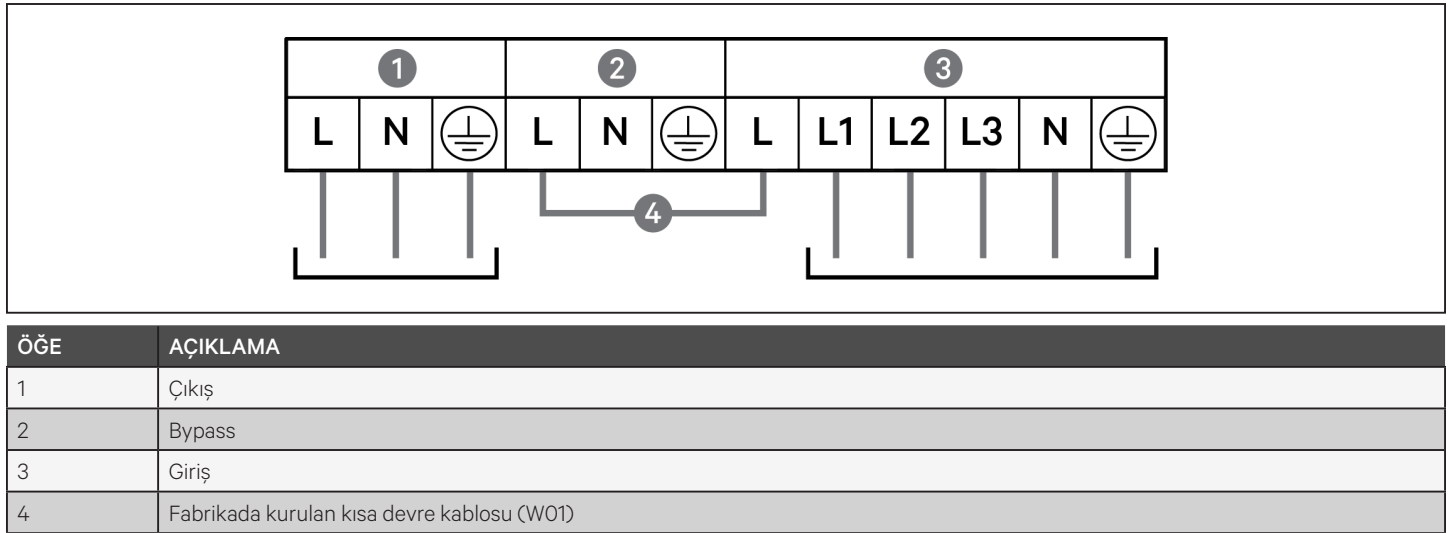 1 2 3
L N L N L L1 L2 L3 N
4
ÖĞE AÇIKLAMA
1 Çıkış
2 Bypass
3 Giriş
4 Fabrikada kurulan kısa devre kablosu (W01)